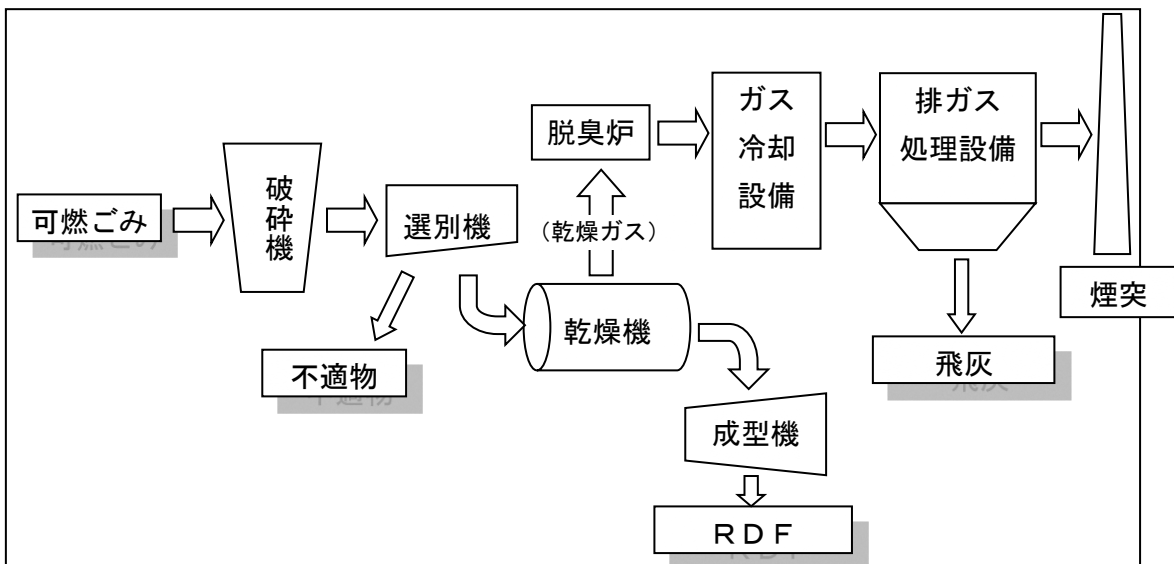 可燃ごみ
破
砕
機
選別機
不適物
脱臭炉
（乾燥ガス）
乾燥機
成型機
ＲＤＦ
ガス
冷却
設備
排ガス
処理設備
飛灰
煙突